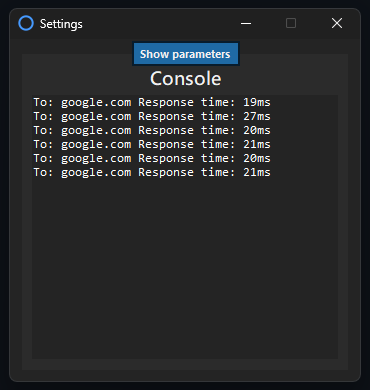 Settings
Show parameters
Console
To: google.com Response time: 19ms
To: google.com Response time: 27ms
To: google.com Response time: 20ms
To: google.com Response time: 21ms
To: google.com Response time: 20ms
To: google.com Response time: 21ms